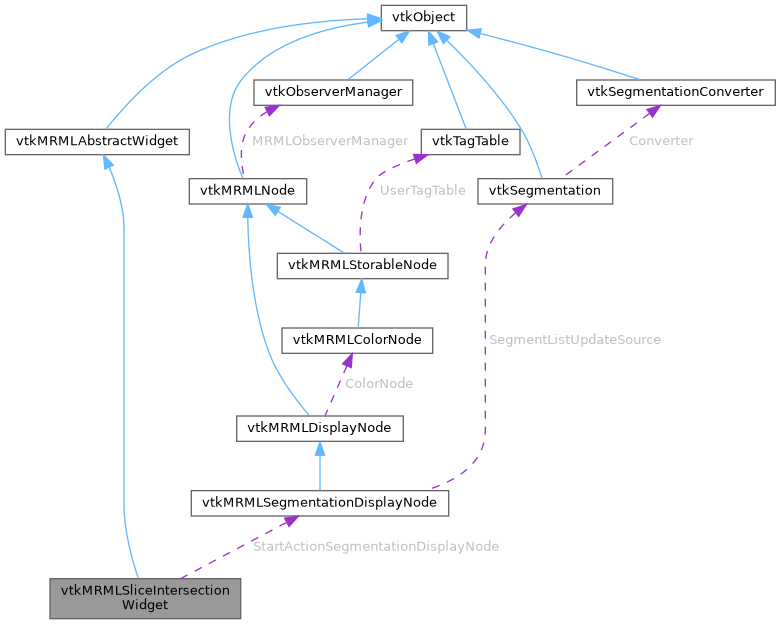 vtkObject
vtkObserverManager
vtkSegmentationConverter
vtkMRMLAbstractWidget
MRMLObserverManager
vtkTagTable
Converter
vtkMRMLNode
UserTagTable
vtkSegmentation
vtkMRMLStorableNode
vtkMRMLColorNode
SegmentListUpdateSource
ColorNode
vtkMRMLDisplayNode
vtkMRMLSegmentationDisplayNode
StartActionSegmentationDisplayNode
vtkMRMLSliceIntersection
Widget